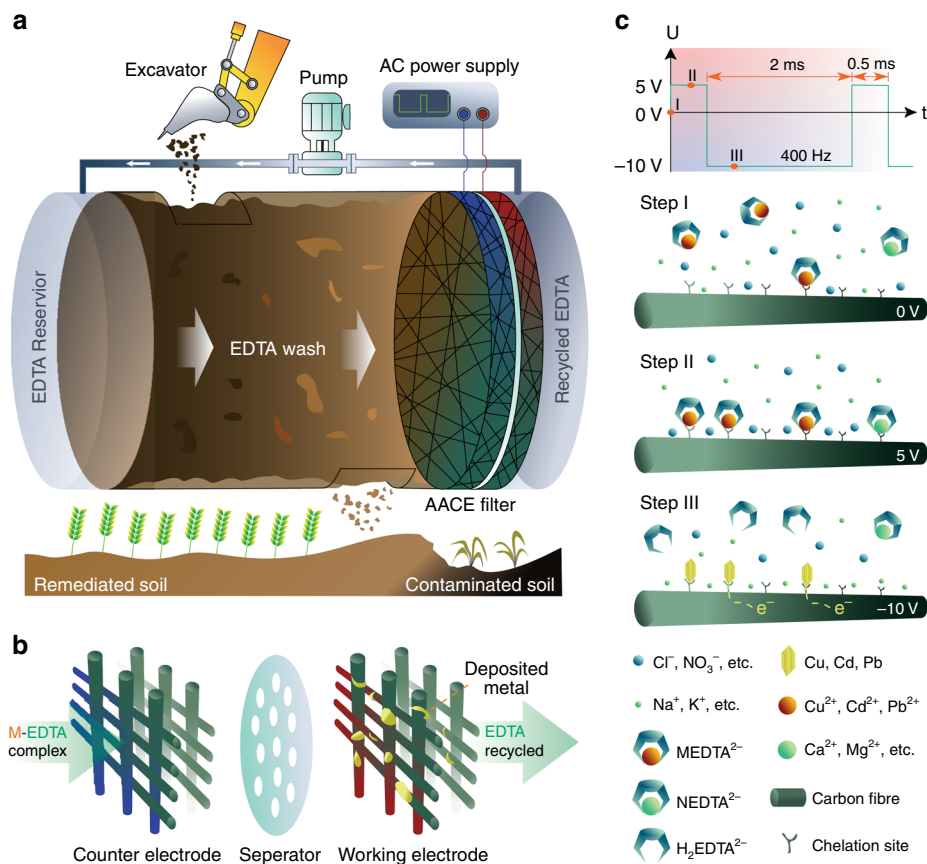 a
Excavator
Pump
AC power supply
EDTA Reservior
EDTA wash
Recycled EDTA
AACE filter
Remediated soil
Contaminated soil
b
M-EDTA
complex
Deposited
metal
EDTA
recycled
Counter electrode
Seperator
Working electrode
c
U
2 ms
0.5 ms
5 V
II
I
0 V
t
III
400 Hz
−10 V
Step I
0 V
Step II
5 V
Step III
e⁻
e⁻
−10 V
Cl⁻, NO₃⁻, etc.
Cu, Cd, Pb
Na⁺, K⁺, etc.
Cu²⁺, Cd²⁺, Pb²⁺
MEDTA²⁻
Ca²⁺, Mg²⁺, etc.
NEDTA²⁻
Carbon fibre
H₂EDTA²⁻
Chelation site